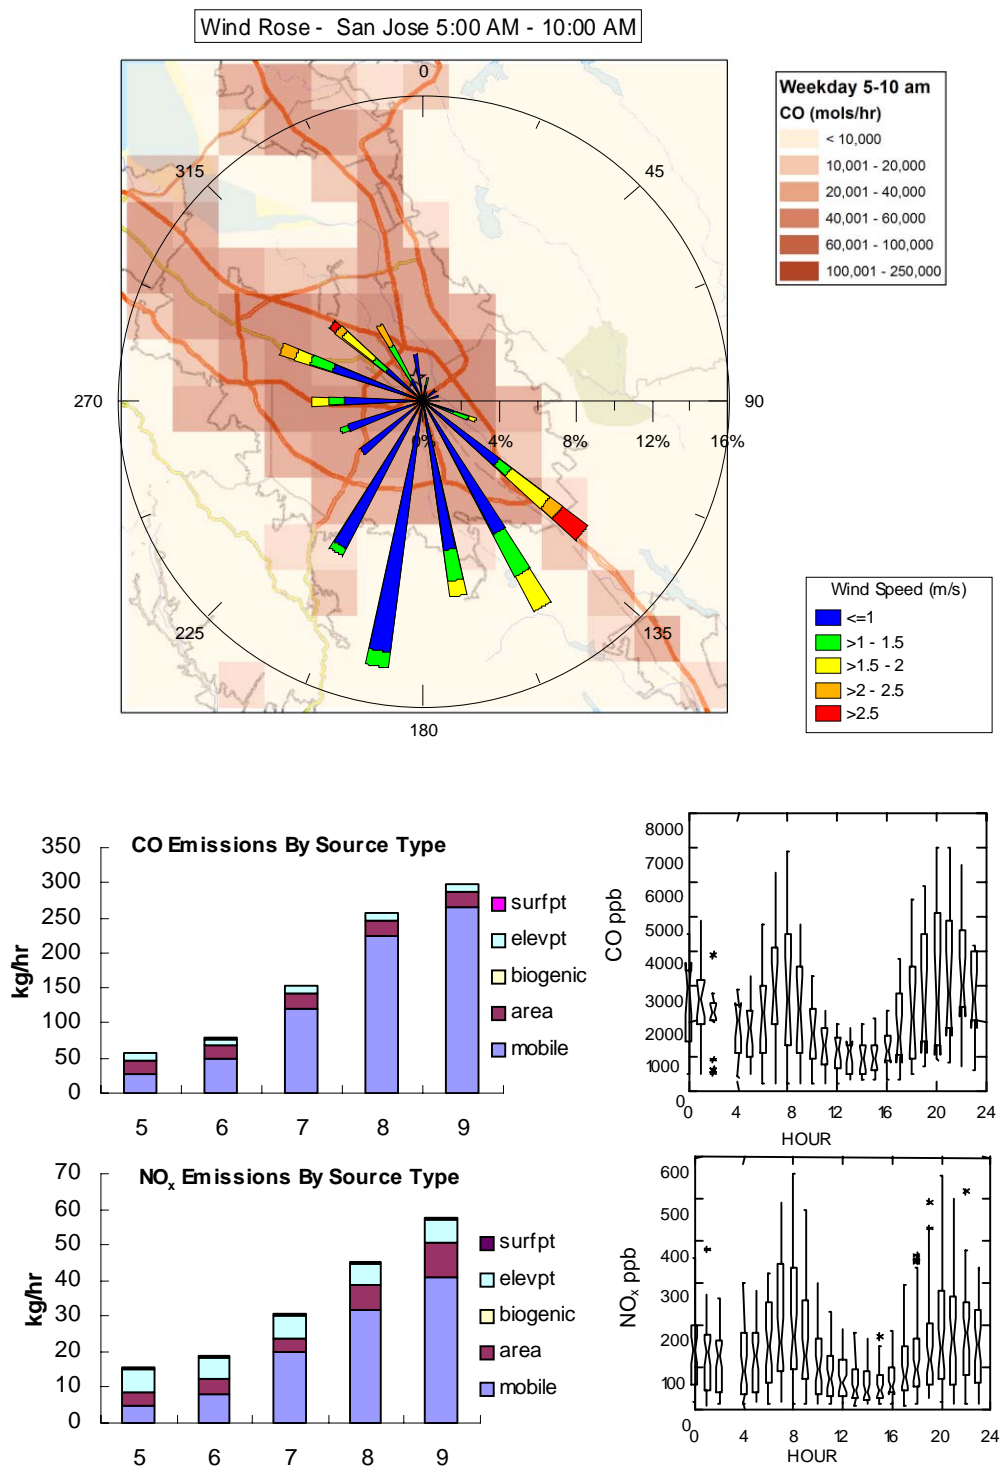 Wind Rose - San Jose 5:00 AM - 10:00 AM
0
45
90
135
180
225
270
315
0%
4%
8%
12%
16%
Weekday 5-10 am
CO (mols/hr)
< 10,000
10,001 - 20,000
20,001 - 40,000
40,001 - 60,000
60,001 - 100,000
100,001 - 250,000
Wind Speed (m/s)
<=1
>1 - 1.5
>1.5 - 2
>2 - 2.5
>2.5
CO Emissions By Source Type
kg/hr
350
300
250
200
150
100
50
0
5 6 7 8 9
surfpt
elevpt
biogenic
area
mobile
CO ppb
8000
7000
6000
5000
4000
3000
2000
1000
0
0 4 8 12 16 20 24
HOUR
NOx Emissions By Source Type
kg/hr
70
60
50
40
30
20
10
0
5 6 7 8 9
surfpt
elevpt
biogenic
area
mobile
NOx ppb
600
400
300
200
100
0
0 4 8 12 16 20 24
HOUR